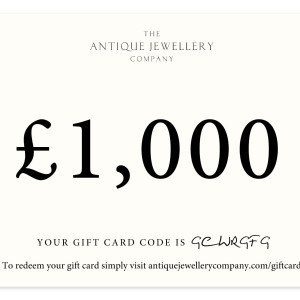 THE
ANTIQUE JEWELLERY
COMPANY
£1,000
YOUR GIFT CARD CODE IS GCWRGFG
To redeem your gift card simply visit antiquejewellerycompany.com/giftcard